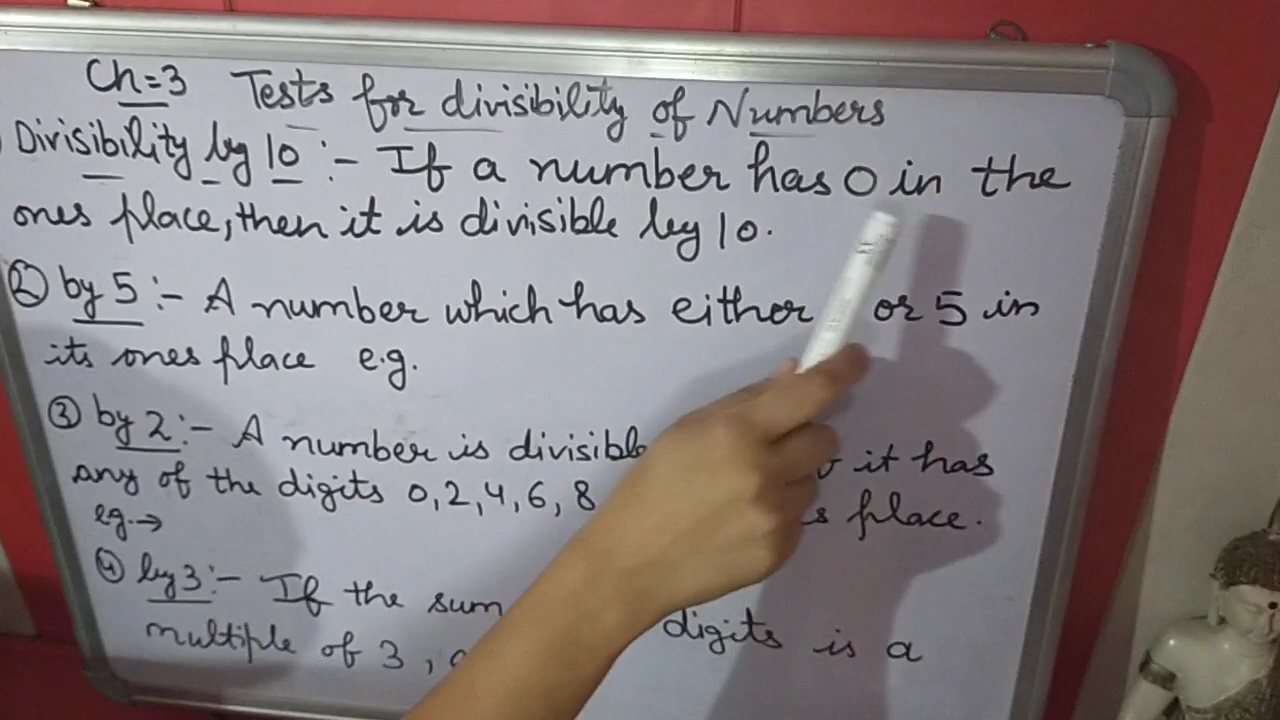 Ch=3 Tests for divisibility of Numbers
Divisibility by 10 :- If a number has 0 in the
ones place, then it is divisible by 10.
② by 5 :- A number which has either or 5 in
its ones place e.g.
③ by 2 :- A number is divisible it has
any of the digits 0, 2, 4, 6, 8 place.
eg. →
④ by 3 :- If the sum digits is a
multiple of 3,